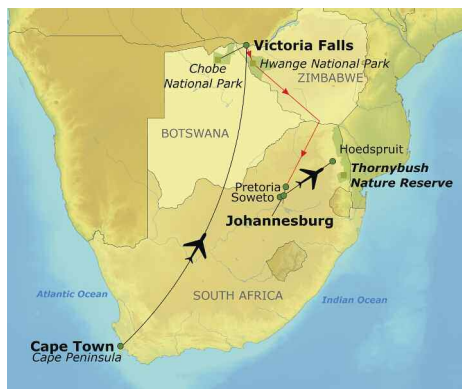 Victoria Falls
Chobe
National Park
Hwange National Park
ZIMBABWE
BOTSWANA
Hoedspruit
Thornybush
Nature Reserve
Pretoria
Soweto
Johannesburg
SOUTH AFRICA
Atlantic Ocean
Indian Ocean
Cape Town
Cape Peninsula